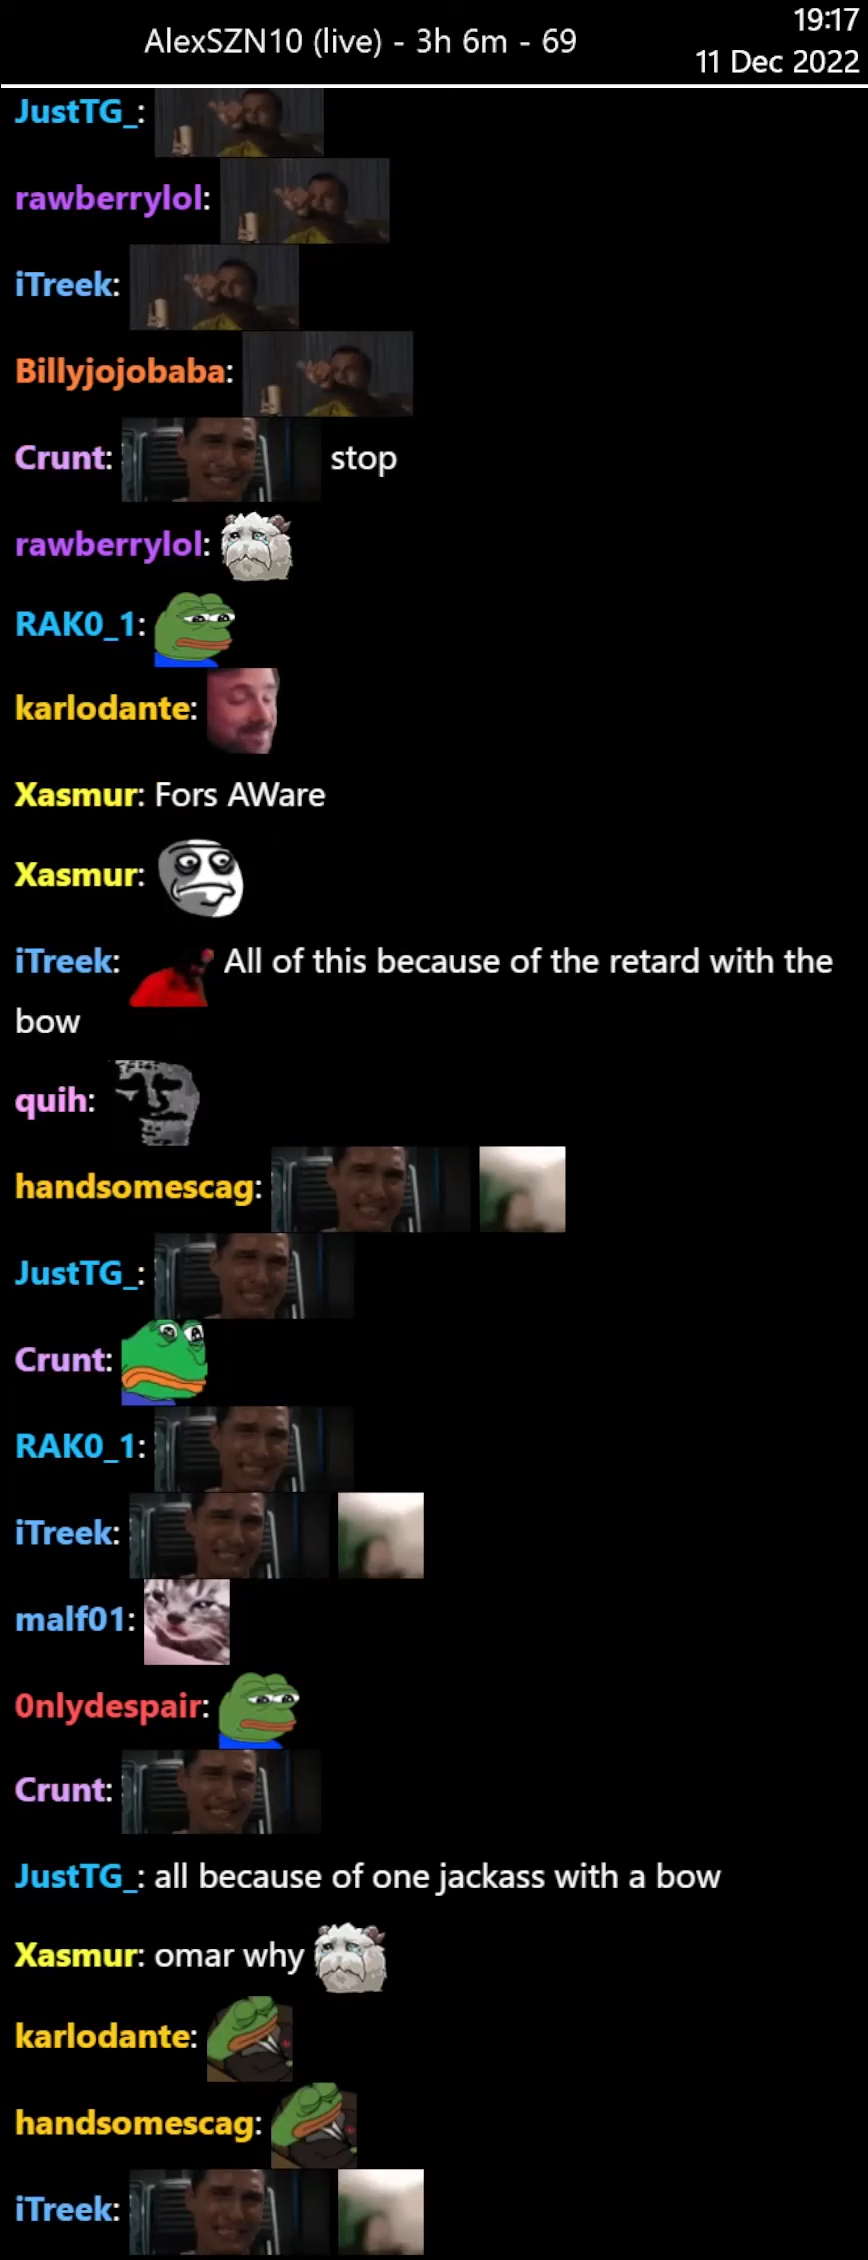 AlexSZN10 (live) - 3h 6m - 69
19:17
11 Dec 2022
JustTG_:
rawberrylol:
iTreek:
Billyjojobaba:
Crunt: stop
rawberrylol:
RAK0_1:
karlodante:
Xasmur: Fors AWare
Xasmur:
iTreek: All of this because of the retard with the
bow
quih:
handsomescag:
JustTG_:
Crunt:
RAK0_1:
iTreek:
malf01:
0nlydespair:
Crunt:
JustTG_: all because of one jackass with a bow
Xasmur: omar why
karlodante:
handsomescag:
iTreek: